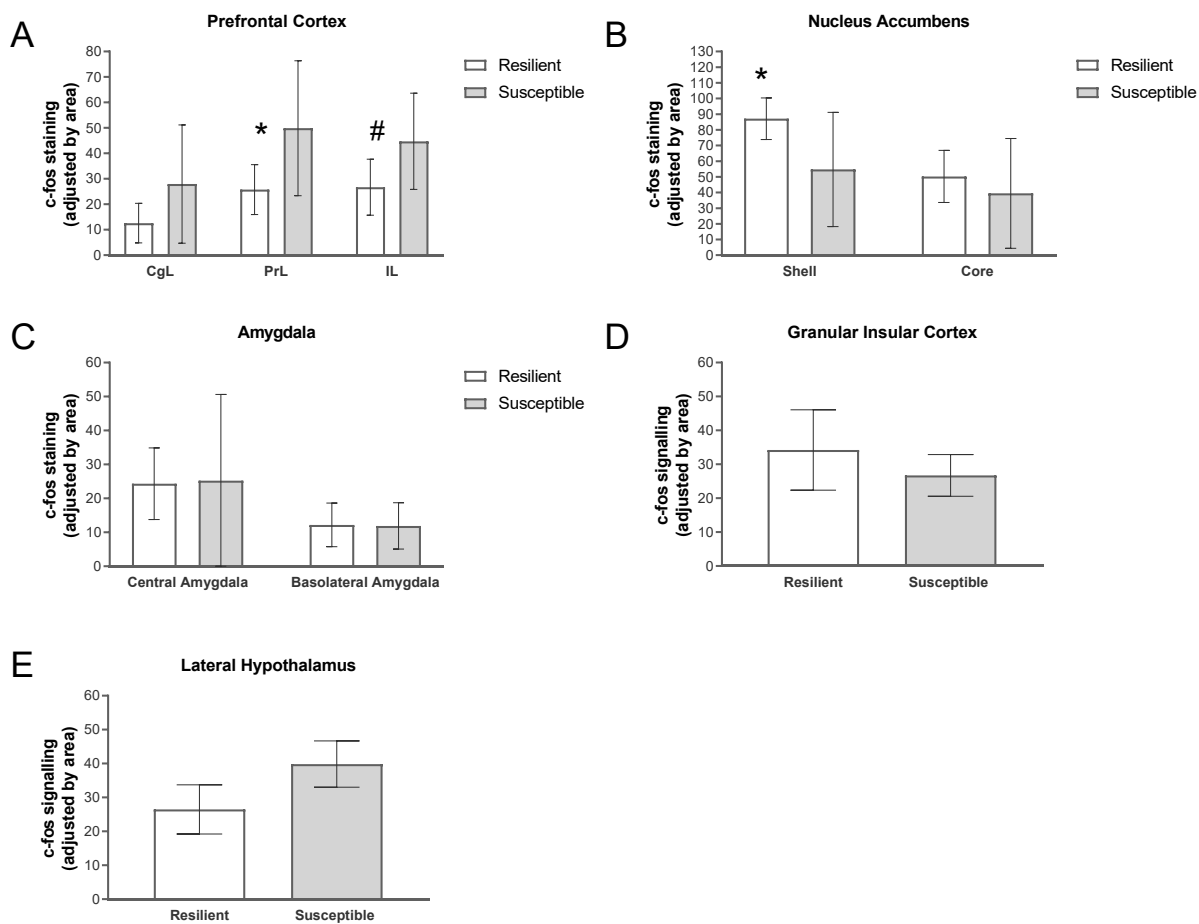 A
Prefrontal Cortex
c-fos staining
(adjusted by area)
80
70
60
50
40
30
20
10
0
*
#
CgL PrL IL
Resilient
Susceptible
B
Nucleus Accumbens
c-fos staining
(adjusted by area)
130
120
110
100
90
80
70
60
50
40
30
20
10
0
*
Shell Core
Resilient
Susceptible
C
Amygdala
c-fos staining
(adjusted by area)
60
50
40
30
20
10
0
Central Amygdala Basolateral Amygdala
Resilient
Susceptible
D
Granular Insular Cortex
c-fos signalling
(adjusted by area)
60
50
40
30
20
10
0
Resilient Susceptible
E
Lateral Hypothalamus
c-fos signalling
(adjusted by area)
60
50
40
30
20
10
0
Resilient Susceptible